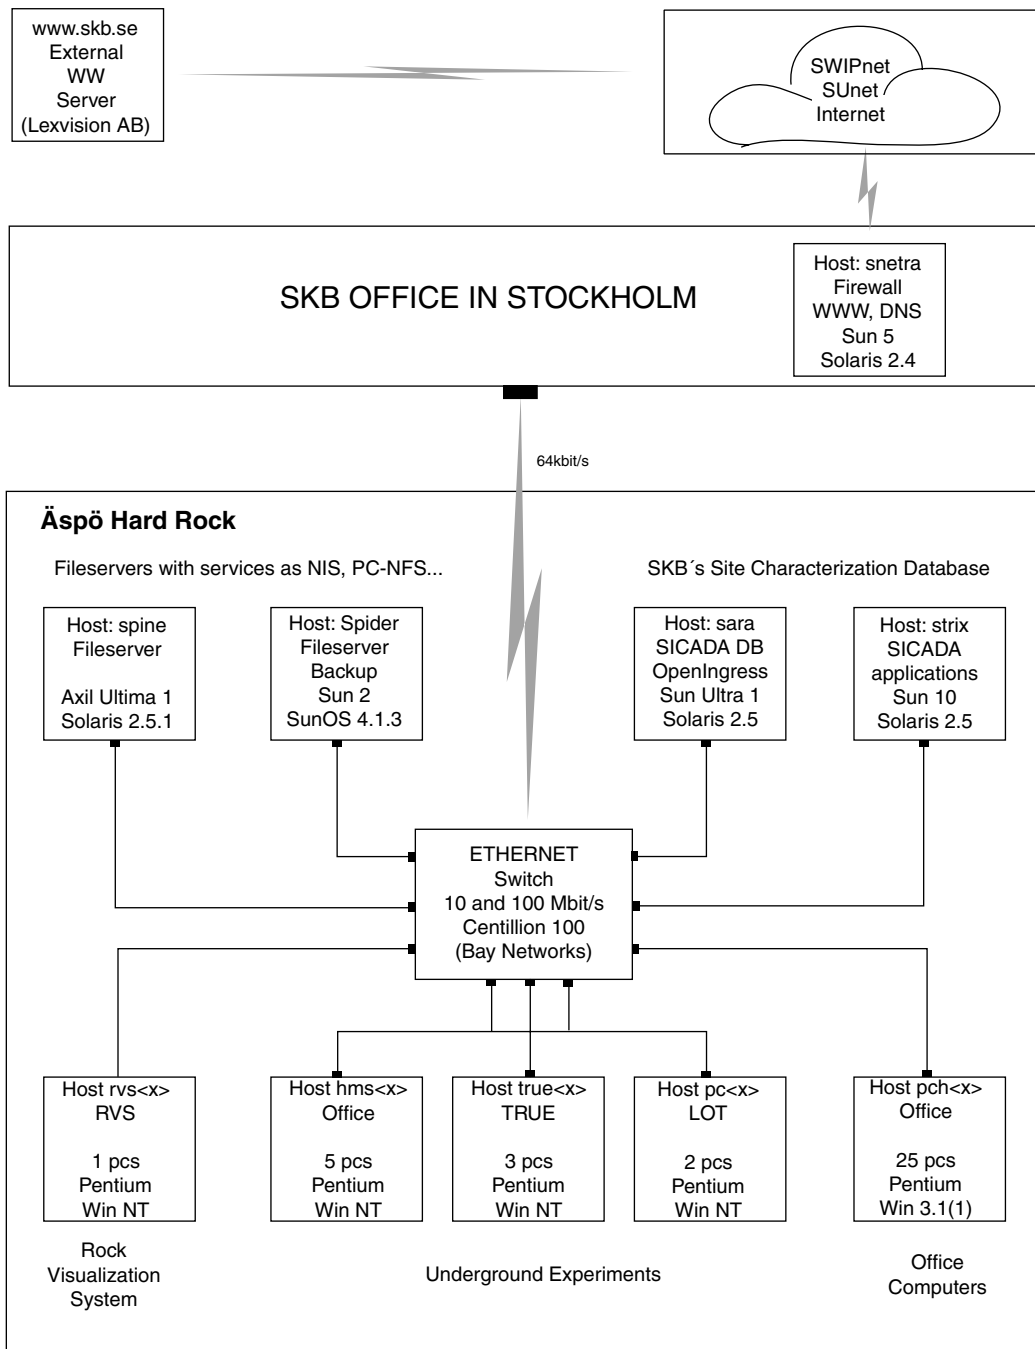 www.skb.se
External
WW
Server
(Lexvision AB)
SWIPnet
SUnet
Internet
SKB OFFICE IN STOCKHOLM
Host: snetra
Firewall
WWW, DNS
Sun 5
Solaris 2.4
64kbit/s
Äspö Hard Rock
Fileservers with services as NIS, PC-NFS...
SKB´s Site Characterization Database
Host: spine
Fileserver
Axil Ultima 1
Solaris 2.5.1
Host: Spider
Fileserver
Backup
Sun 2
SunOS 4.1.3
Host: sara
SICADA DB
OpenIngress
Sun Ultra 1
Solaris 2.5
Host: strix
SICADA
applications
Sun 10
Solaris 2.5
ETHERNET
Switch
10 and 100 Mbit/s
Centillion 100
(Bay Networks)
Host rvs<x>
RVS
1 pcs
Pentium
Win NT
Host hms<x>
Office
5 pcs
Pentium
Win NT
Host true<x>
TRUE
3 pcs
Pentium
Win NT
Host pc<x>
LOT
2 pcs
Pentium
Win NT
Host pch<x>
Office
25 pcs
Pentium
Win 3.1(1)
Rock
Visualization
System
Underground Experiments
Office
Computers